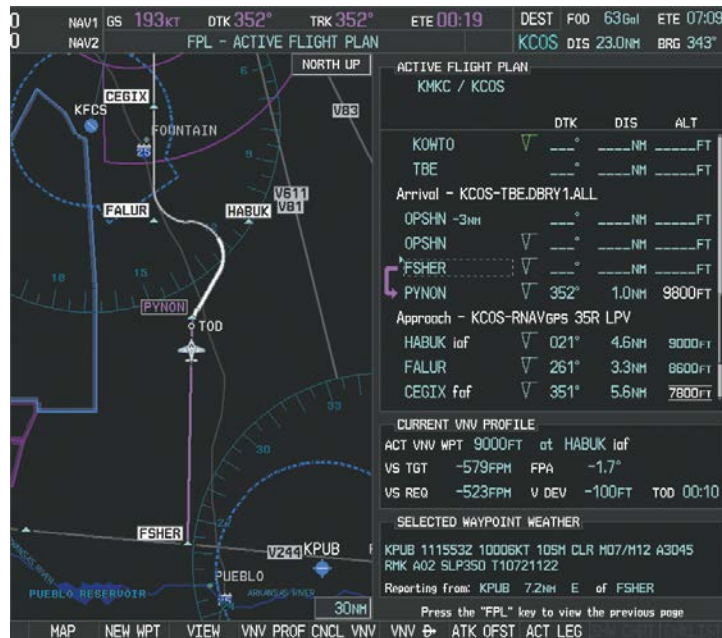 NAV1 GS 193KT DTK 352° TRK 352° ETE 00:19 DEST FOD 63Gal ETE 07:09
NAV2 FPL - ACTIVE FLIGHT PLAN KCOS DIS 23.0NM BRG 343°
NORTH UP
6
CEGIX
KFCS
V83
FOUNTAIN
25
9
V611
V81
FALUR
HABUK
18
15
PYNON
TOD
33
30
FSHER
V244
KPUB
PUEBLO
PUEBLO RESERVOIR
ARKANSAS RIVER
30NM
ACTIVE FLIGHT PLAN
KMKC / KCOS
DTK DIS ALT
KOWTO ___° ____NM _____FT
TBE ___° ____NM _____FT
Arrival - KCOS-TBE.DBRY1.ALL
OPSHN -3NM ___° ____NM _____FT
OPSHN ___° ____NM _____FT
FSHER ___° ____NM _____FT
PYNON 352° 1.0NM 9800FT
Approach - KCOS-RNAVGPS 35R LPV
HABUK iaf 021° 4.6NM 9000FT
FALUR 261° 3.3NM 8600FT
CEGIX faf 351° 5.6NM 7800FT
CURRENT VNV PROFILE
ACT VNV WPT 9000FT at HABUK iaf
VS TGT -579FPM FPA -1.7°
VS REQ -523FPM V DEV -100FT TOD 00:10
SELECTED WAYPOINT WEATHER
KPUB 111553Z 10006KT 10SM CLR M07/M12 A3045
RMK AO2 SLP350 T10721122
Reporting from: KPUB 7.2NM E of FSHER
Press the "FPL" key to view the previous page
MAP NEW WPT VIEW VNV PROF CNCL VNV VNV D ATK OFST ACT LEG